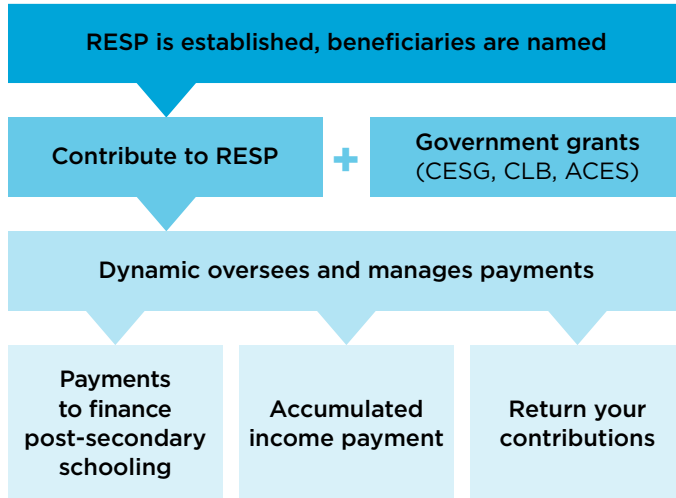 RESP is established, beneficiaries are named
Contribute to RESP
+
Government grants
(CESG, CLB, ACES)
Dynamic oversees and manages payments
Payments
to finance
post-secondary
schooling
Accumulated
income payment
Return your
contributions